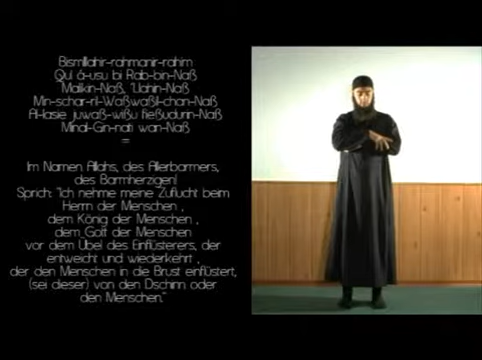 Bismillahir-rahmanir-rahim
Qul á-usu bi Rab-bin-Naß
Malikin-Naß, 'Ilahin-Naß
Min-schar-ril-Waßwaßil-chan-Naß
Al-lasie juwaß-wißu fießudurin-Naß
Minal-Gin-nati wan-Naß
=
Im Namen Allahs, des Allerbarmers,
des Barmherzigen!
Sprich: "Ich nehme meine Zuflucht beim
Herrn der Menschen ,
dem König der Menschen ,
dem Gott der Menschen
vor dem Übel des Einflüsterers, der
entweicht und wiederkehrt ,
der den Menschen in die Brust einflüstert,
(sei dieser) von den Dschinn oder
den Menschen."